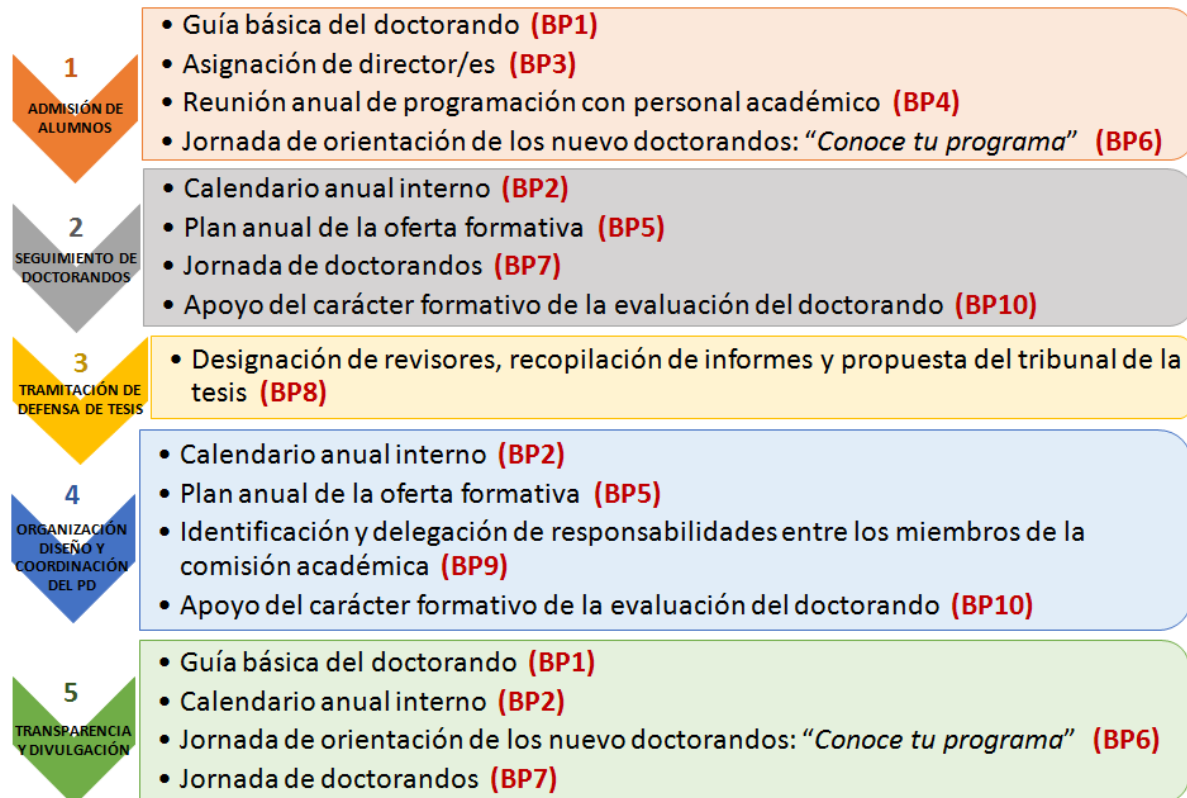 1
ADMISIÓN DE
ALUMNOS
• Guía básica del doctorando (BP1)
• Asignación de director/es (BP3)
• Reunión anual de programación con personal académico (BP4)
• Jornada de orientación de los nuevo doctorandos: “Conoce tu programa” (BP6)
2
SEGUIMIENTO DE
DOCTORANDOS
• Calendario anual interno (BP2)
• Plan anual de la oferta formativa (BP5)
• Jornada de doctorandos (BP7)
• Apoyo del carácter formativo de la evaluación del doctorando (BP10)
3
TRAMITACIÓN DE
DEFENSA DE TESIS
• Designación de revisores, recopilación de informes y propuesta del tribunal de la
tesis (BP8)
4
ORGANIZACIÓN
DISEÑO Y
COORDINACIÓN
DEL PD
• Calendario anual interno (BP2)
• Plan anual de la oferta formativa (BP5)
• Identificación y delegación de responsabilidades entre los miembros de la
comisión académica (BP9)
• Apoyo del carácter formativo de la evaluación del doctorando (BP10)
5
TRANSPARENCIA
Y DIVULGACIÓN
• Guía básica del doctorando (BP1)
• Calendario anual interno (BP2)
• Jornada de orientación de los nuevo doctorandos: “Conoce tu programa” (BP6)
• Jornada de doctorandos (BP7)